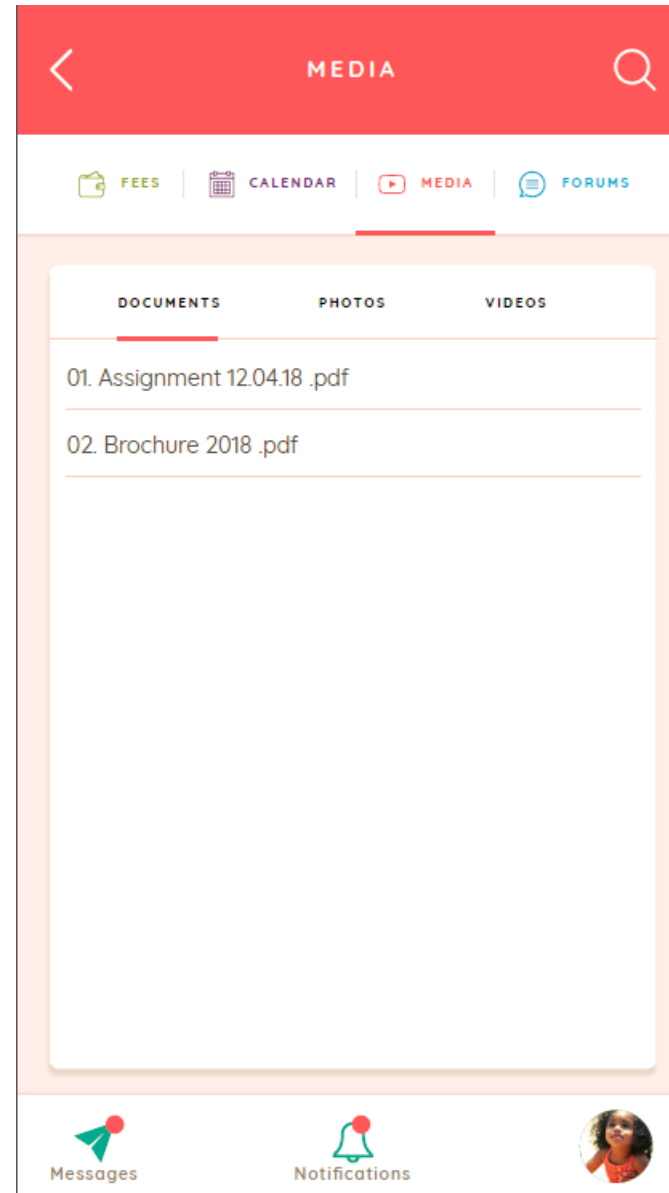 MEDIA
FEES CALENDAR MEDIA FORUMS
DOCUMENTS PHOTOS VIDEOS
01. Assignment 12.04.18 .pdf
02. Brochure 2018 .pdf
Messages Notifications